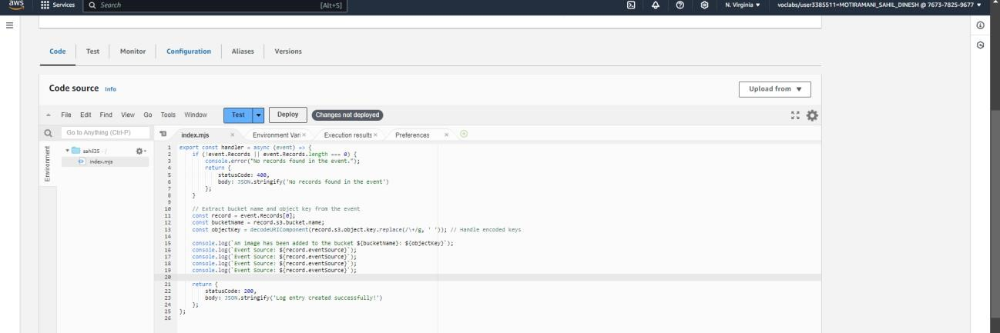 aws Services Search [Alt+S] N. Virginia ▼ voclabs/user3385511=MOTIRAMANI_SAHIL_DINESH @ 7673-7825-9677 ▼
Code Test Monitor Configuration Aliases Versions
Code source Info Upload from ▼
File Edit Find View Go Tools Window Test Deploy Changes not deployed
Go to Anything (Ctrl-P) index.mjs × Environment Vari × Execution results × Preferences ×
Environment
sahil35 - /
index.mjs
1 export const handler = async (event) => {
2 if (!event.Records || event.Records.length === 0) {
3 console.error("No records found in the event.");
4 return {
5 statusCode: 400,
6 body: JSON.stringify('No records found in the event')
7 };
8 }
9
10 // Extract bucket name and object key from the event
11 const record = event.Records[0];
12 const bucketName = record.s3.bucket.name;
13 const objectKey = decodeURIComponent(record.s3.object.key.replace(/\+/g, ' ')); // Handle encoded keys
14
15 console.log(`An image has been added to the bucket ${bucketName}: ${objectKey}`);
16 console.log(`Event Source: ${record.eventSource}`);
17 console.log(`Event Source: ${record.eventSource}`);
18 console.log(`Event Source: ${record.eventSource}`);
19 console.log(`Event Source: ${record.eventSource}`);
20
21 return {
22 statusCode: 200,
23 body: JSON.stringify('Log entry created successfully!')
24 };
25 };
26